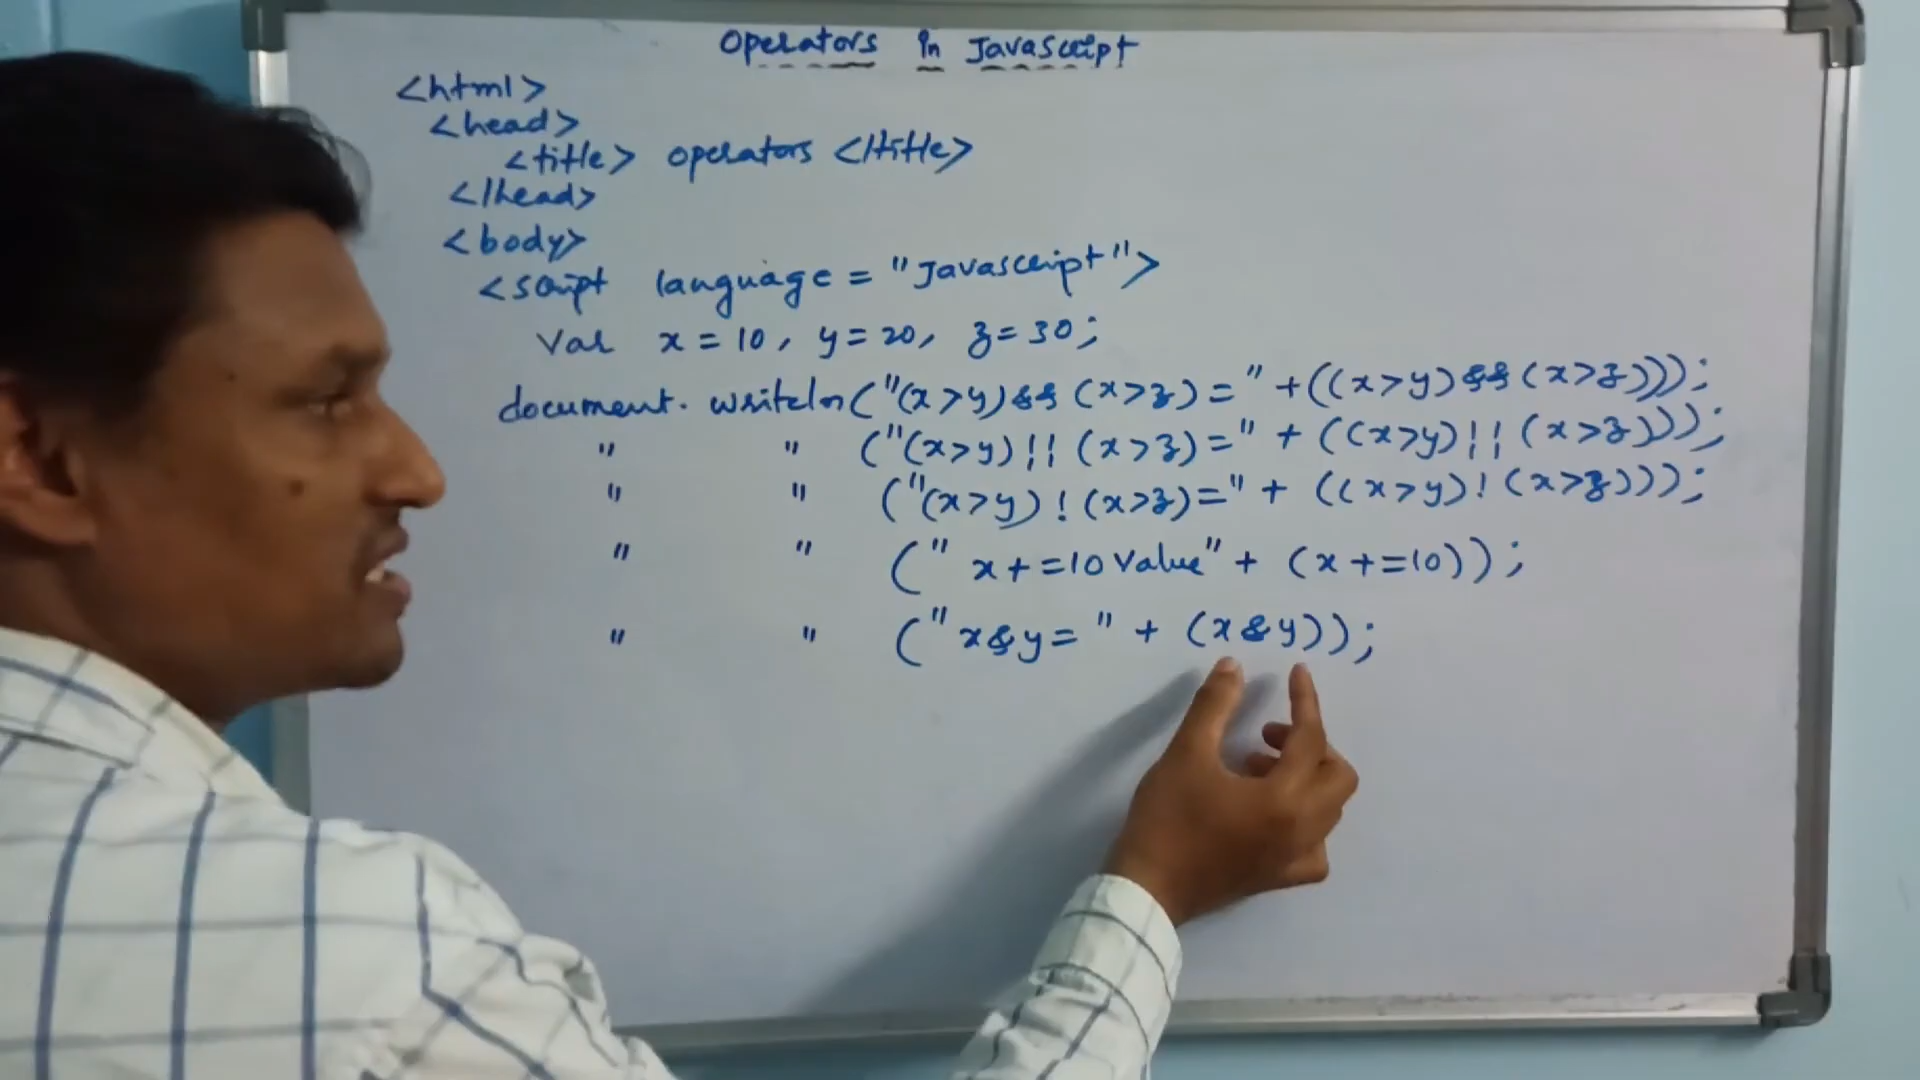 Operators in Javascript
<html>
<head>
<title> operators </title>
</head>
<body>
<script language = "Javascript">
Var x = 10, y = 20, z = 30;
document. writeln ("(x>y)&&(x>z)=" + ((x>y)&&(x>z)));
" " ("(x>y)||(x>z)=" + ((x>y)||(x>z)));
" " ("(x>y)!(x>z)=" + ((x>y)!(x>z)));
" " (" x+=10 Value" + (x+=10));
" " ("x&y= " + (x&y));